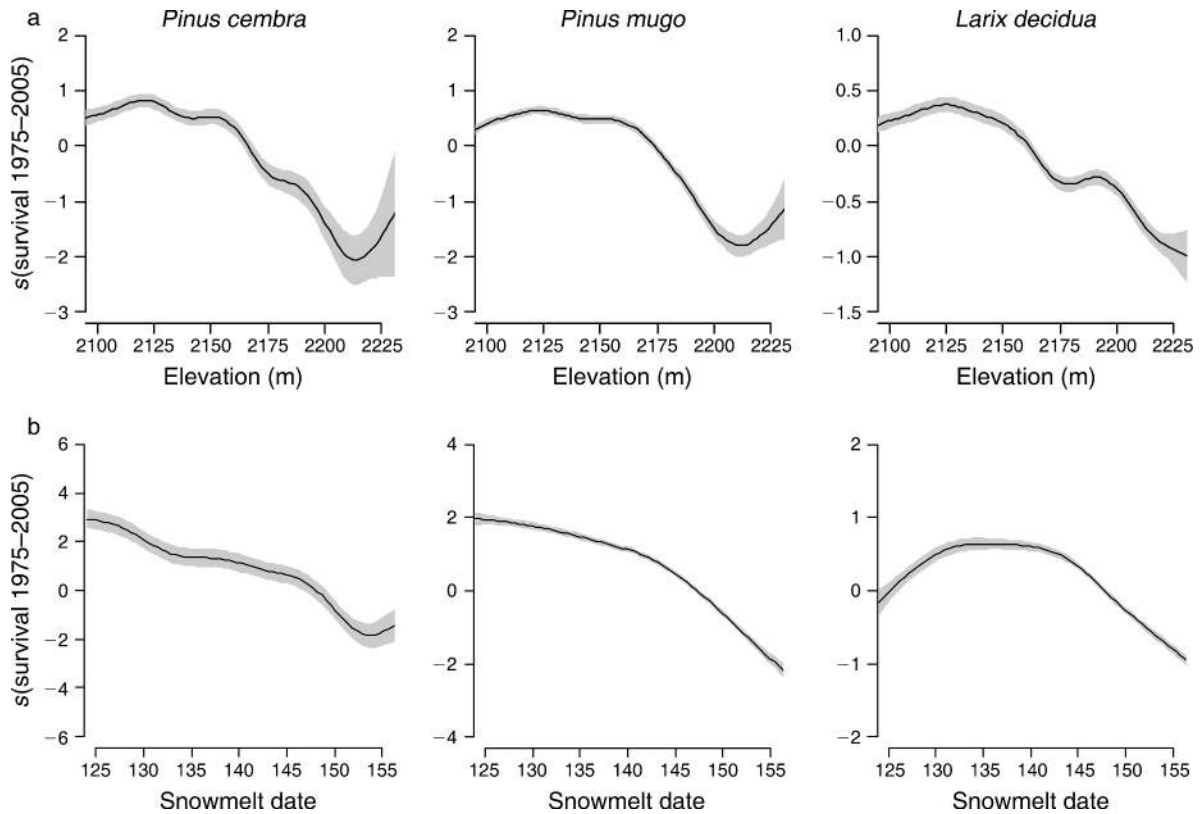 a
Pinus cembra
Pinus mugo
Larix decidua
s(survival 1975–2005)
2
1
0
−1
−2
−3
2100 2125 2150 2175 2200 2225
Elevation (m)
2
1
0
−1
−2
−3
2100 2125 2150 2175 2200 2225
Elevation (m)
1.0
0.5
0.0
−0.5
−1.0
−1.5
2100 2125 2150 2175 2200 2225
Elevation (m)
b
s(survival 1975–2005)
6
4
2
0
−2
−4
−6
125 130 135 140 145 150 155
Snowmelt date
4
2
0
−2
−4
125 130 135 140 145 150 155
Snowmelt date
2
1
0
−1
−2
125 130 135 140 145 150 155
Snowmelt date